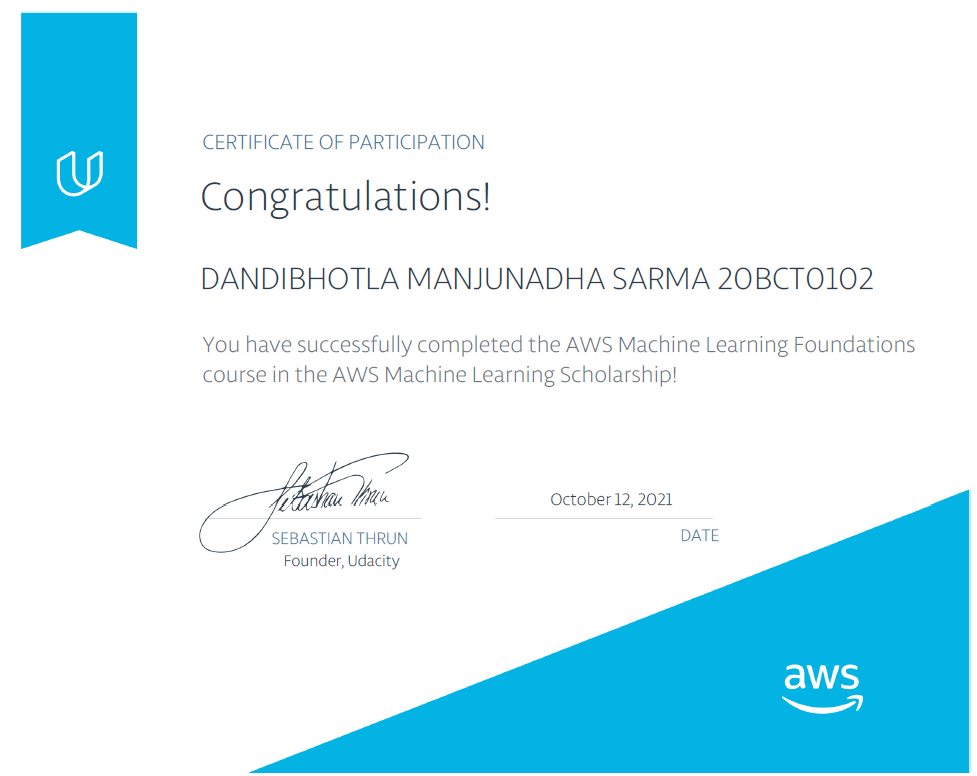 CERTIFICATE OF PARTICIPATION
Congratulations!
DANDIBHOTLA MANJUNADHA SARMA 20BCT0102
You have successfully completed the AWS Machine Learning Foundations
course in the AWS Machine Learning Scholarship!
Sebastian Thrun
October 12, 2021
SEBASTIAN THRUN
DATE
Founder, Udacity
aws